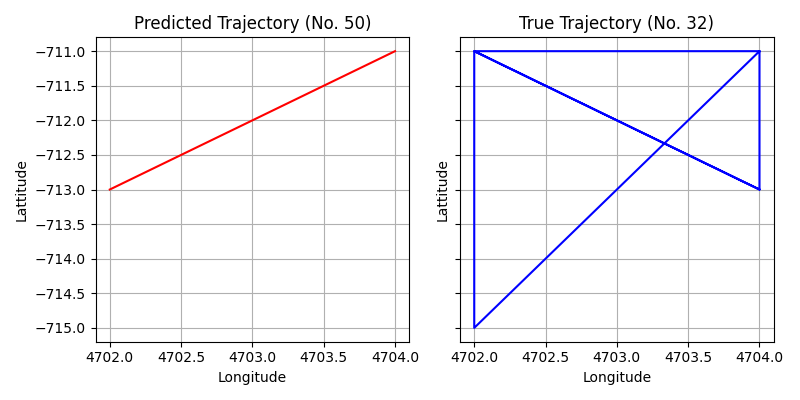 Predicted Trajectory (No. 50)
−711.0
−711.5
−712.0
−712.5
−713.0
−713.5
−714.0
−714.5
−715.0
Lattitude
4702.0 4702.5 4703.0 4703.5 4704.0
Longitude
True Trajectory (No. 32)
Lattitude
4702.0 4702.5 4703.0 4703.5 4704.0
Longitude